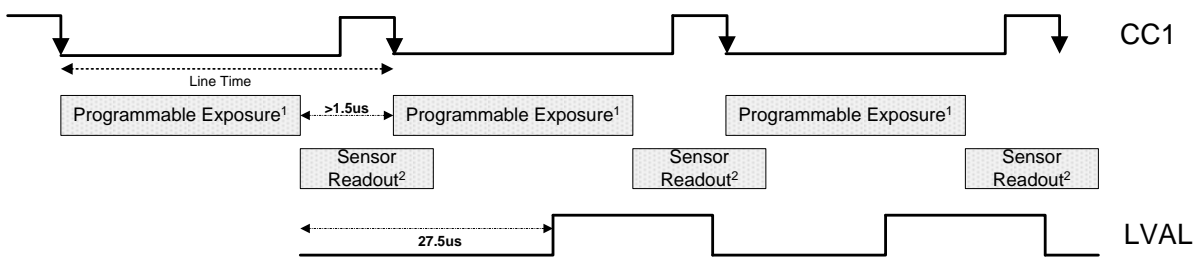 CC1
Line Time
Programmable Exposure¹
>1.5us
Programmable Exposure¹
Programmable Exposure¹
Sensor
Readout²
Sensor
Readout²
Sensor
Readout²
27.5us
LVAL